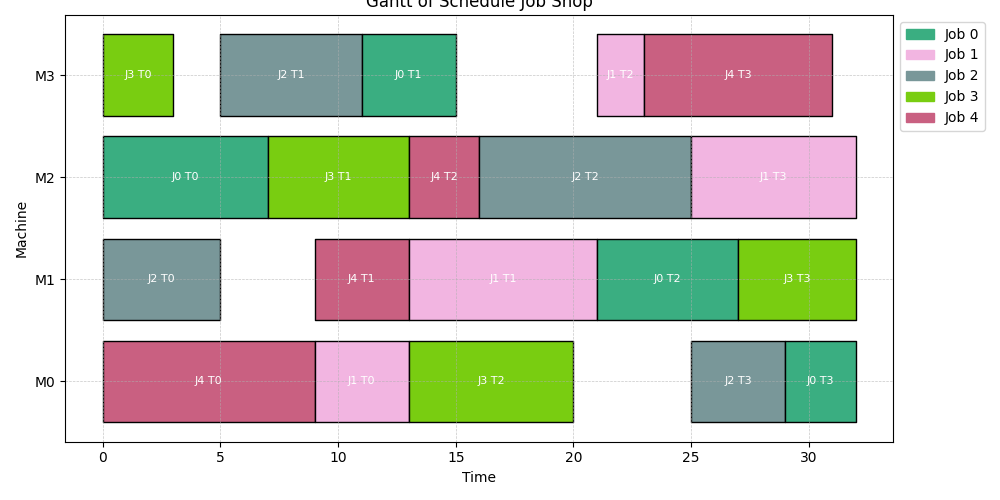 Gantt of Schedule Job Shop
M3
J3 T0
J2 T1
J0 T1
J1 T2
J4 T3
M2
J0 T0
J3 T1
J4 T2
J2 T2
J1 T3
M1
J2 T0
J4 T1
J1 T1
J0 T2
J3 T3
M0
J4 T0
J1 T0
J3 T2
J2 T3
J0 T3
Machine
0 5 10 15 20 25 30
Time
Job 0
Job 1
Job 2
Job 3
Job 4